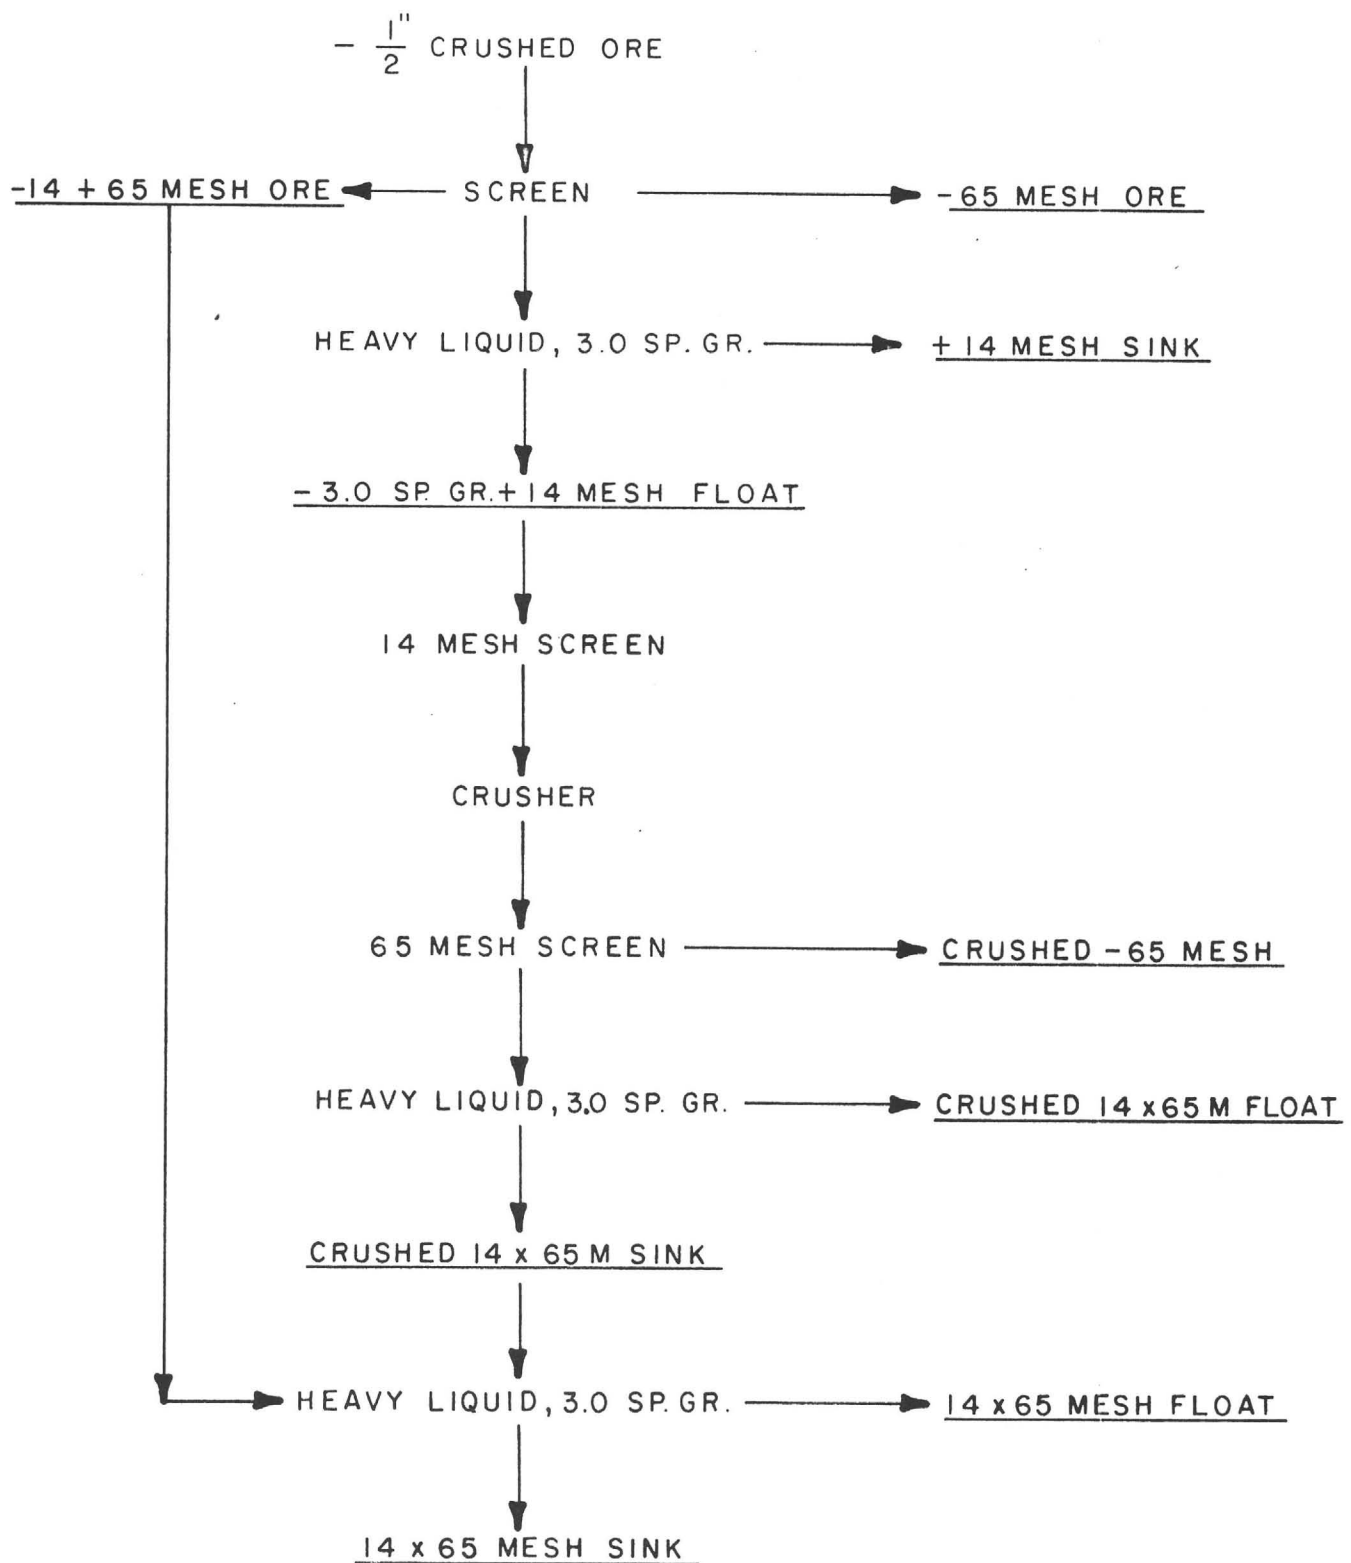 - 1/2" CRUSHED ORE
-14 + 65 MESH ORE
SCREEN
-65 MESH ORE
HEAVY LIQUID, 3.0 SP. GR.
+14 MESH SINK
-3.0 SP. GR.+14 MESH FLOAT
14 MESH SCREEN
CRUSHER
65 MESH SCREEN
CRUSHED -65 MESH
HEAVY LIQUID, 3.0 SP. GR.
CRUSHED 14 x 65 M FLOAT
CRUSHED 14 x 65 M SINK
HEAVY LIQUID, 3.0 SP. GR.
14 x 65 MESH FLOAT
14 x 65 MESH SINK